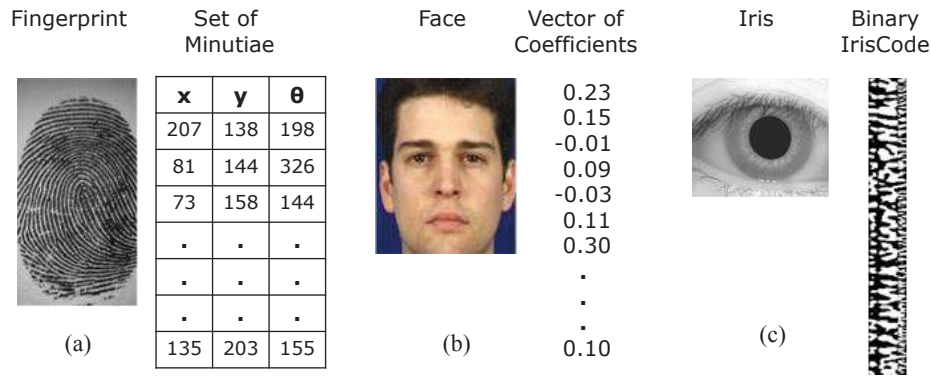 Fingerprint
Set of
Minutiae
x y θ
207 138 198
81 144 326
73 158 144
. . .
. . .
. . .
135 203 155
(a)
Face
Vector of
Coefficients
0.23
0.15
-0.01
0.09
-0.03
0.11
0.30
.
.
.
0.10
(b)
Iris
Binary
IrisCode
(c)